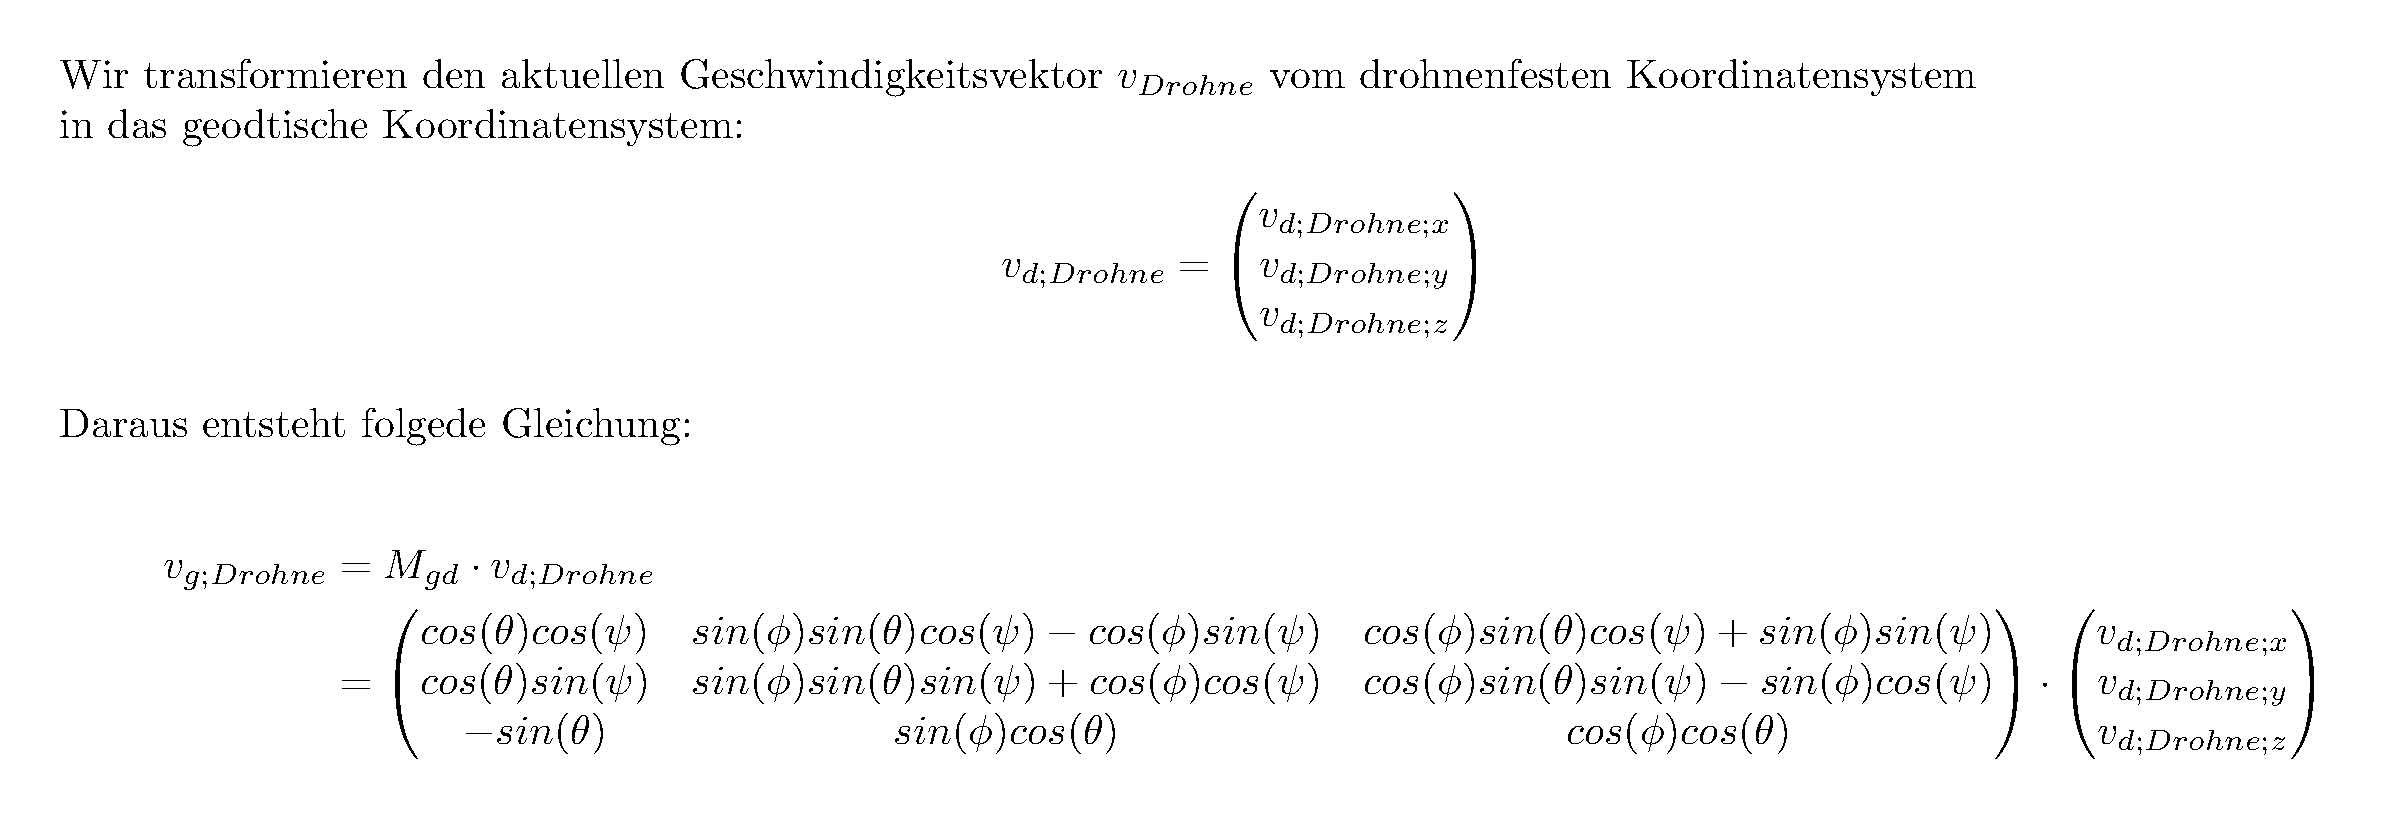 Wir transformieren den aktuellen Geschwindigkeitsvektor $v_{Drohne}$ vom drohnenfesten Koordinatensystem
in das geodtische Koordinatensystem:
$v_{d;Drohne} = \begin{pmatrix} v_{d;Drohne;x} \\ v_{d;Drohne;y} \\ v_{d;Drohne;z} \end{pmatrix}$
Daraus entsteht folgede Gleichung:
$v_{g;Drohne} = M_{gd} \cdot v_{d;Drohne}$
$= \begin{pmatrix} cos(\theta)cos(\psi) & sin(\phi)sin(\theta)cos(\psi) - cos(\phi)sin(\psi) & cos(\phi)sin(\theta)cos(\psi) + sin(\phi)sin(\psi) \\ cos(\theta)sin(\psi) & sin(\phi)sin(\theta)sin(\psi) + cos(\phi)cos(\psi) & cos(\phi)sin(\theta)sin(\psi) - sin(\phi)cos(\psi) \\ -sin(\theta) & sin(\phi)cos(\theta) & cos(\phi)cos(\theta) \end{pmatrix} \cdot \begin{pmatrix} v_{d;Drohne;x} \\ v_{d;Drohne;y} \\ v_{d;Drohne;z} \end{pmatrix}$